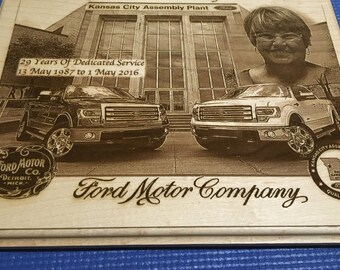 Kansas City Assembly Plant
29 Years Of Dedicated Service
13 May 1987 to 1 May 2016
FORD MOTOR
CO.
DETROIT,
MICH.
Ford Motor Company